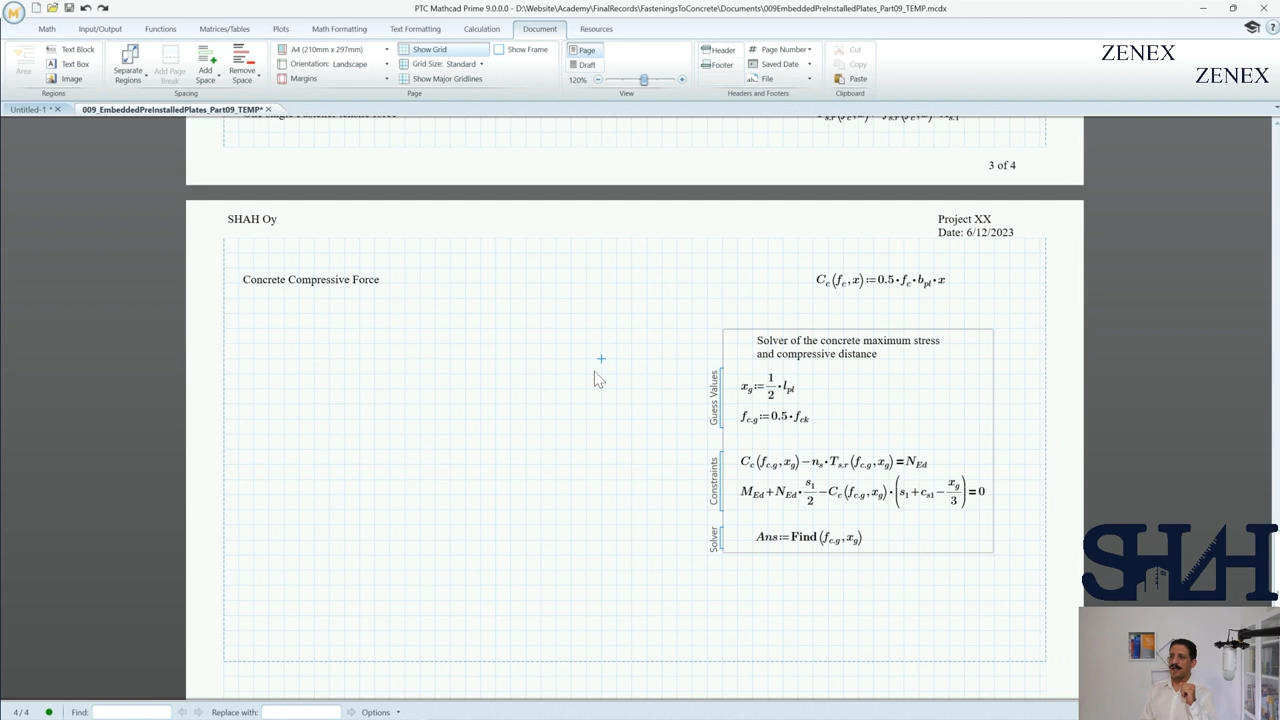 PTC Mathcad Prime 9.0.0.0 - D:\Website\Academy\FinalRecords\FasteningsToConcrete\Documents\009EmbeddedPreInstalledPlates_Part09_TEMP.mcdx
Math Input/Output Functions Matrices/Tables Plots Math Formatting Text Formatting Calculation Document Resources
Area
Text Block
Text Box
Image
Regions
Separate Regions
Add Page Break
Add Space
Remove Space
Spacing
A4 (210mm x 297mm)
Orientation: Landscape
Margins
Show Grid
Show Frame
Grid Size: Standard
Show Major Gridlines
Page
Page
Draft
120%
View
Header
Footer
Page Number
Saved Date
File
Headers and Footers
Cut
Copy
Paste
Clipboard
ZENEX
ZENEX
Untitled-1 *
009_EmbeddedPreInstalledPlates_Part09_TEMP*
3 of 4
SHAH Oy
Project XX
Date: 6/12/2023
Concrete Compressive Force
C_c(f_c, x) := 0.5 • f_c • b_pl • x
Solver of the concrete maximum stress
and compressive distance
Guess Values
x_g := 1/2 • l_pl
f_c.g := 0.5 • f_ck
Constraints
C_c(f_c.g, x_g) − n_s • T_s.r(f_c.g, x_g) = N_Ed
M_Ed + N_Ed • s_1/2 − C_c(f_c.g, x_g) • (s_1 + c_s1 − x_g/3) = 0
Solver
Ans := Find(f_c.g, x_g)
SHAH
4 / 4
Find:
Replace with:
Options